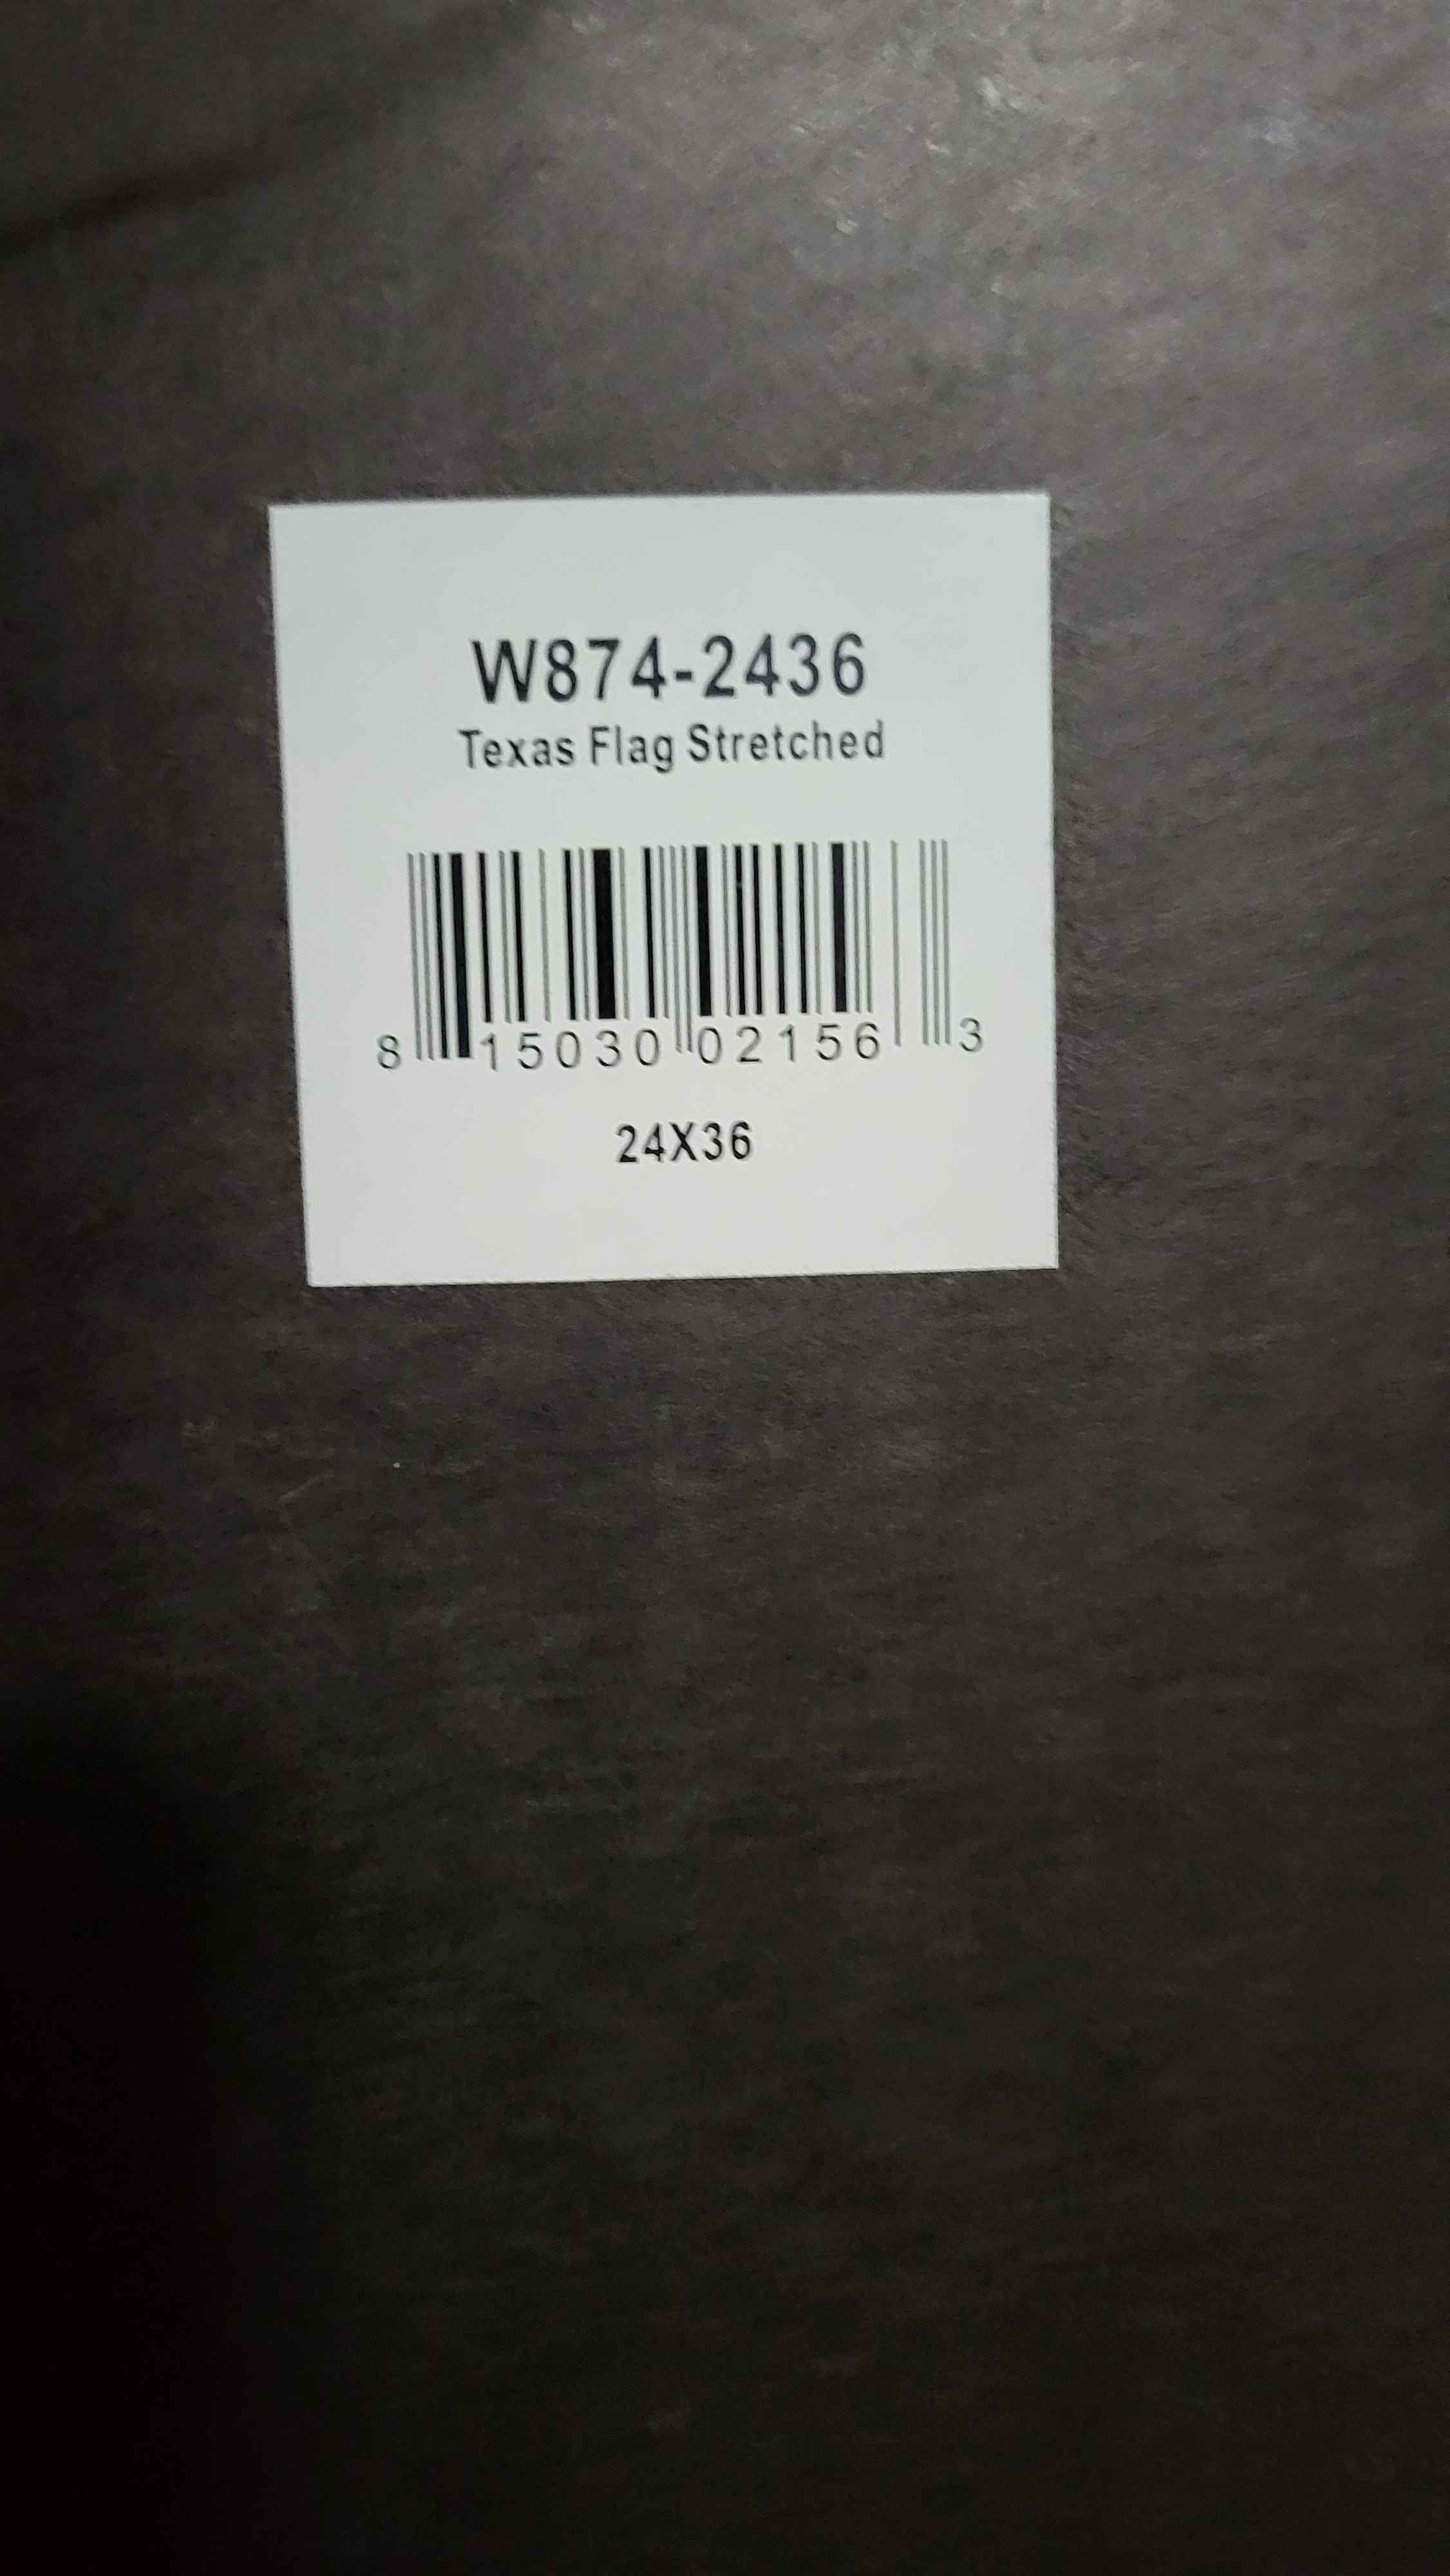 W874-2436
Texas Flag Stretched
8 15030 02156 3
24X36